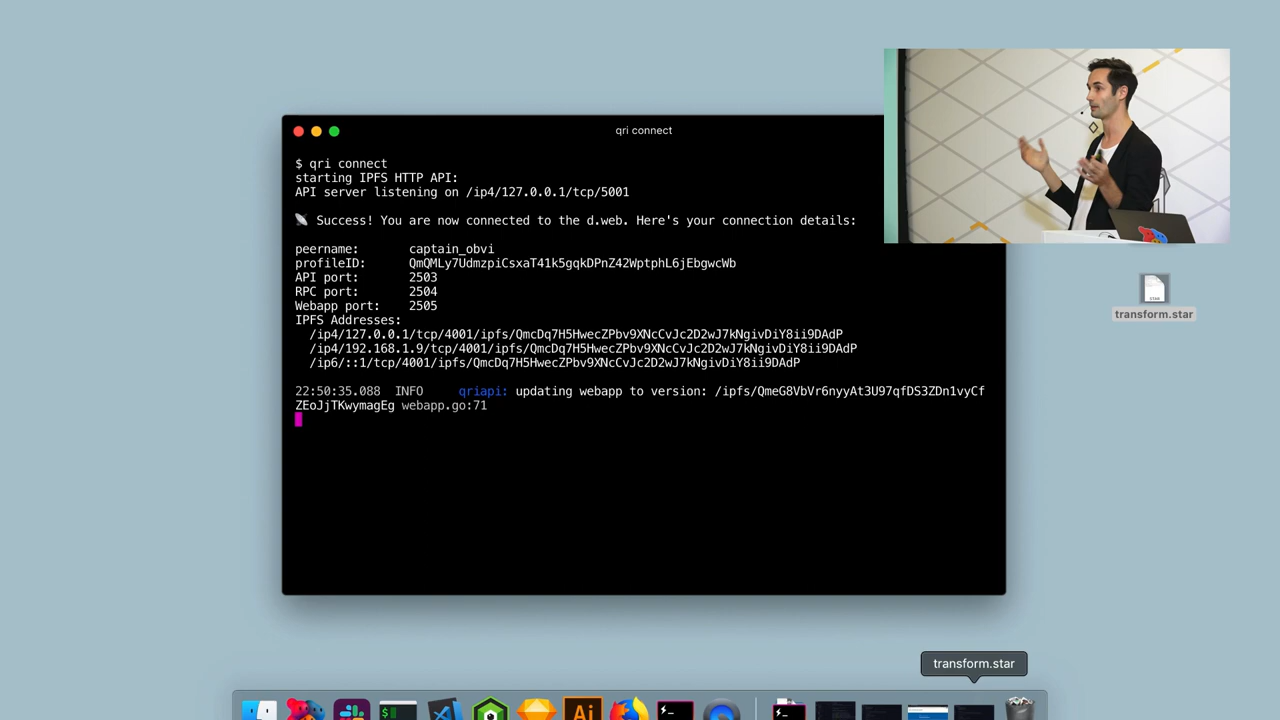 qri connect
$ qri connect
starting IPFS HTTP API:
API server listening on /ip4/127.0.0.1/tcp/5001
Success! You are now connected to the d.web. Here's your connection details:
peername: captain_obvi
profileID: QmQMLy7UdmzpiCsxaT41k5gqkDPnZ42WptphL6jEbgwcWb
API port: 2503
RPC port: 2504
Webapp port: 2505
IPFS Addresses:
/ip4/127.0.0.1/tcp/4001/ipfs/QmcDq7H5HwecZPbv9XNcCvJc2D2wJ7kNgivDiY8ii9DAdP
/ip4/192.168.1.9/tcp/4001/ipfs/QmcDq7H5HwecZPbv9XNcCvJc2D2wJ7kNgivDiY8ii9DAdP
/ip6/::1/tcp/4001/ipfs/QmcDq7H5HwecZPbv9XNcCvJc2D2wJ7kNgivDiY8ii9DAdP
22:50:35.088 INFO qriapi: updating webapp to version: /ipfs/QmeG8VbVr6nyyAt3U97qfDS3ZDn1vyCf
ZEoJjTKwymagEg webapp.go:71
STAR
transform.star
transform.star
$
Ai